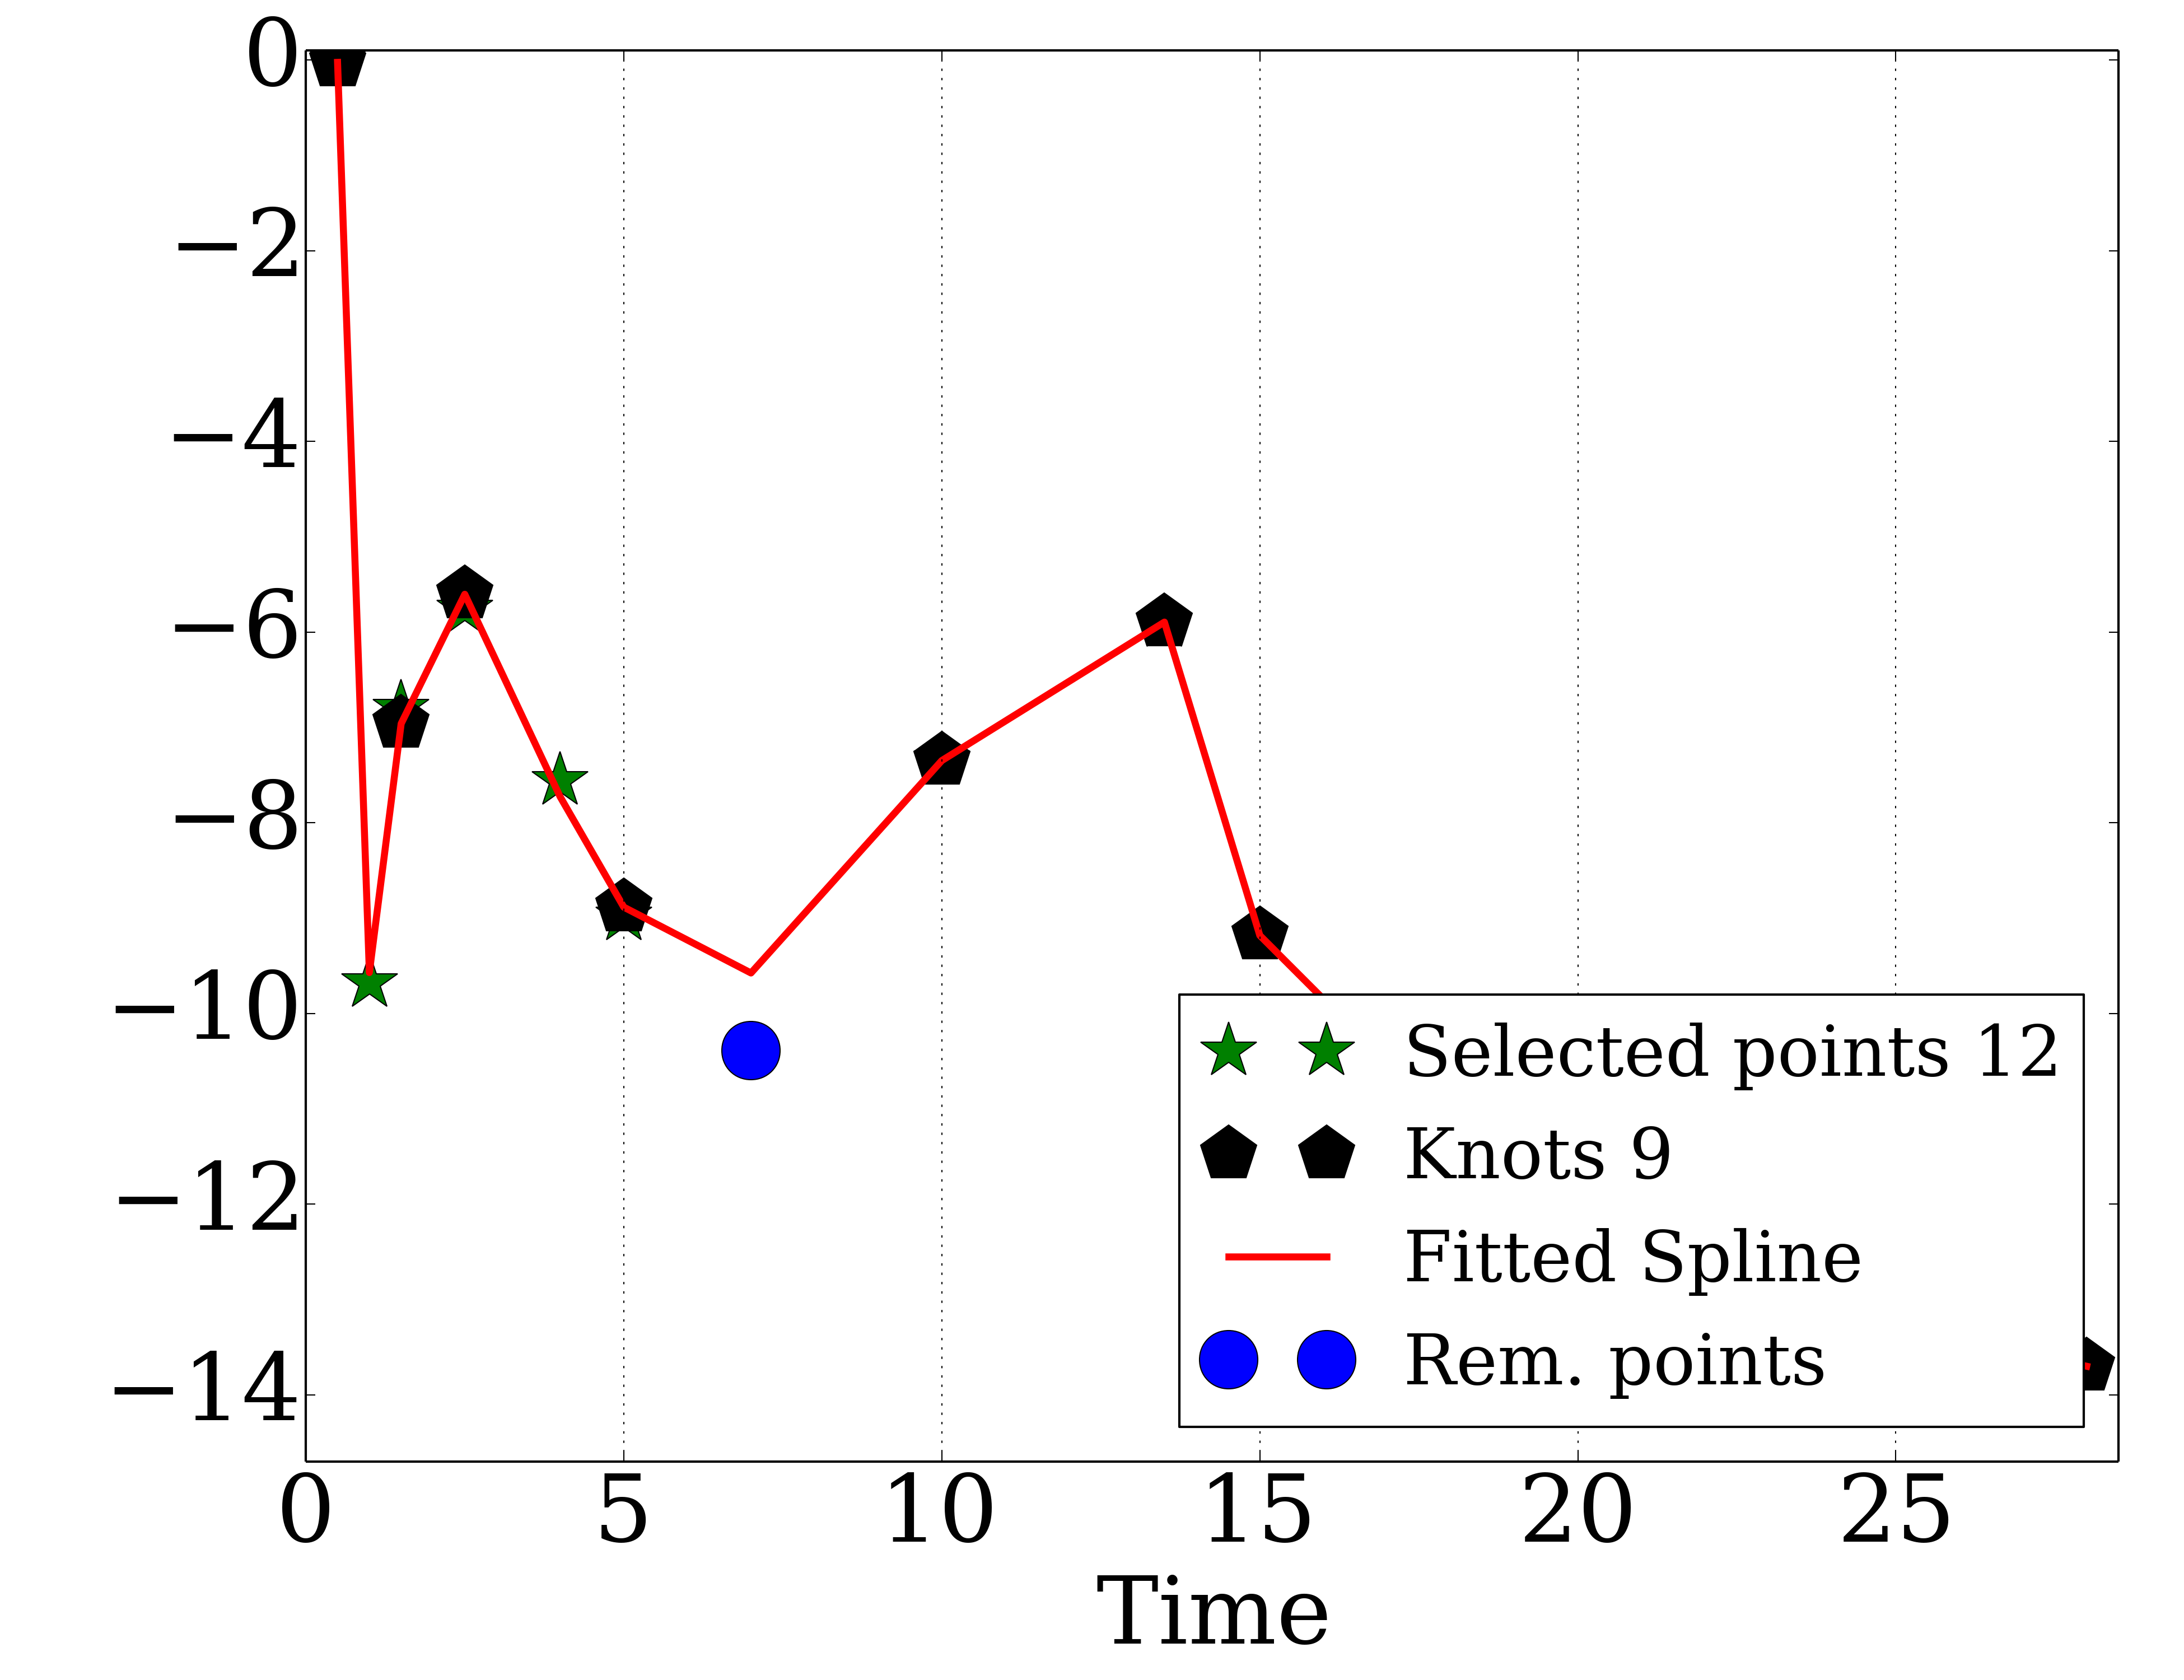 0
−2
−4
−6
−8
−10
−12
−14
0 5 10 15 20 25
Time
Selected points 12
Knots 9
Fitted Spline
Rem. points